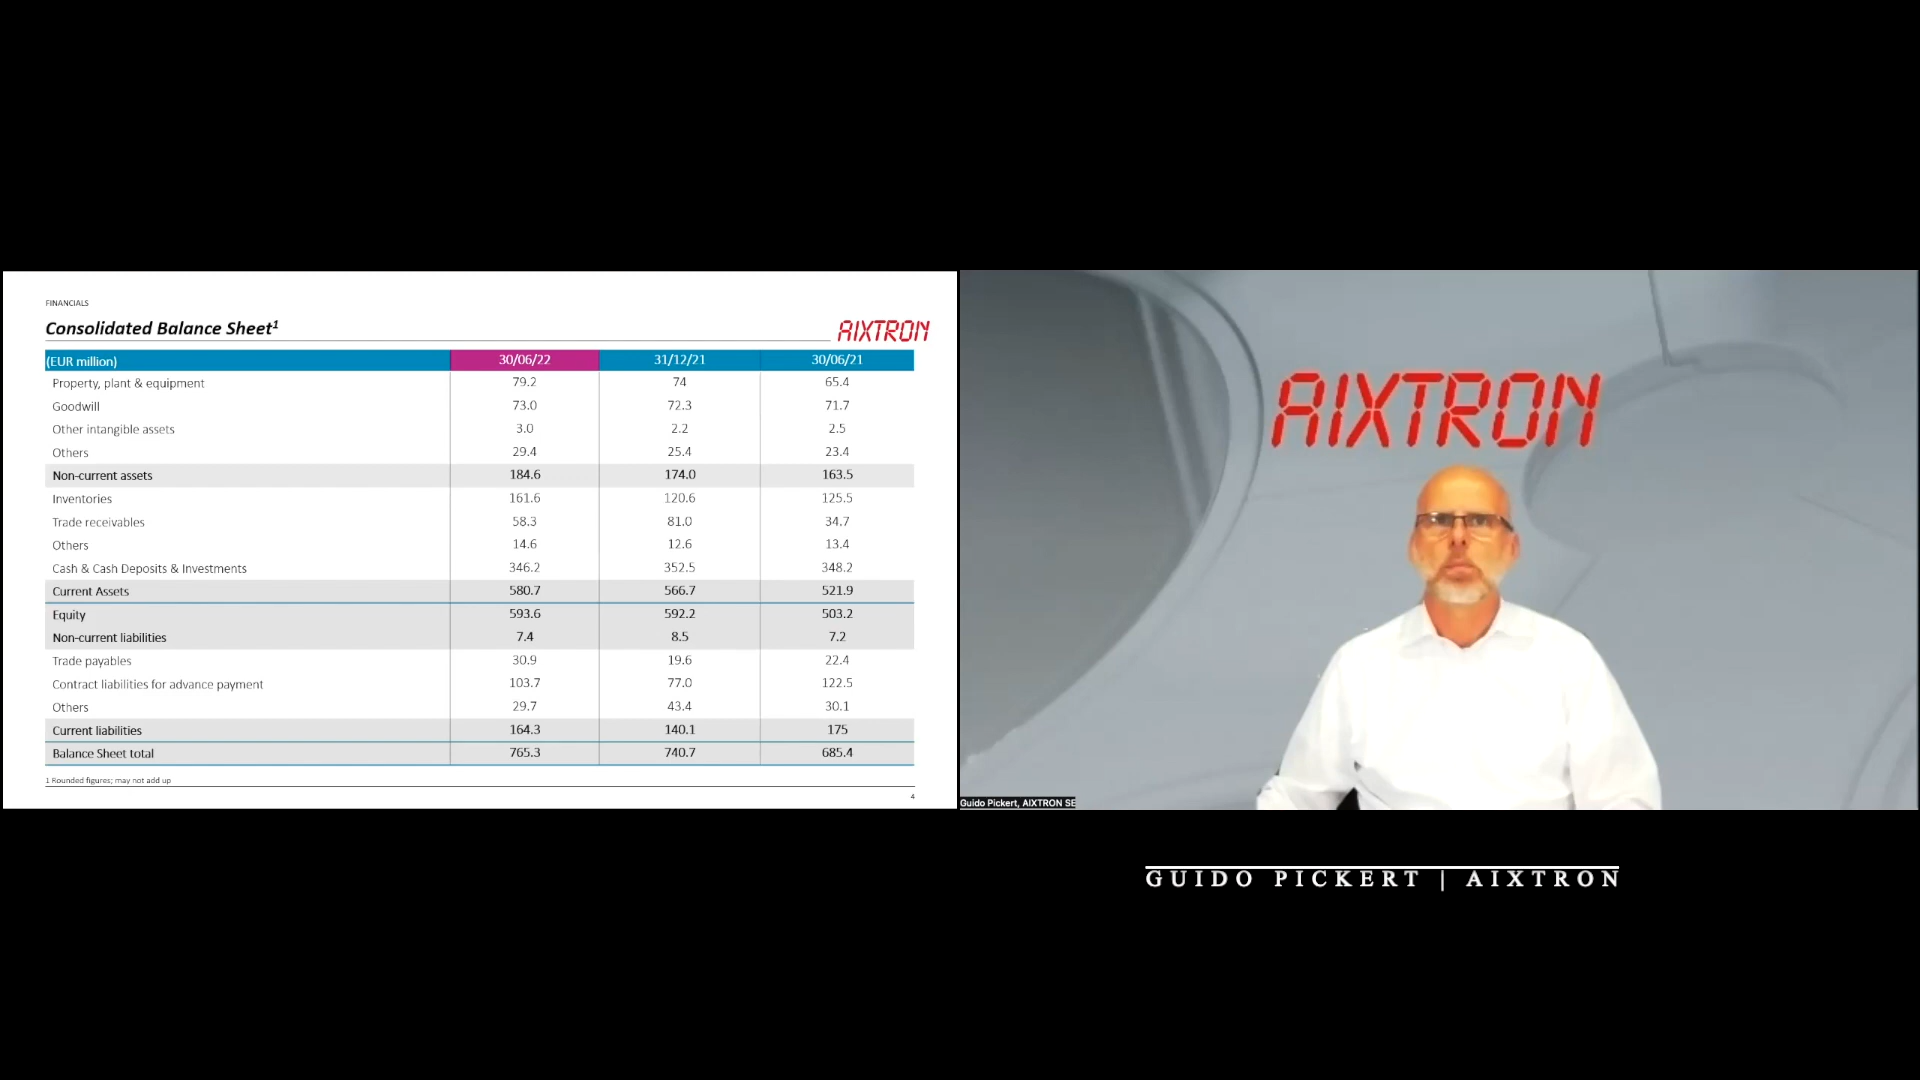 FINANCIALS
Consolidated Balance Sheet1
AIXTRON
(EUR million) 30/06/22 31/12/21 30/06/21
Property, plant & equipment 79.2 74 65.4
Goodwill 73.0 72.3 71.7
Other intangible assets 3.0 2.2 2.5
Others 29.4 25.4 23.4
Non-current assets 184.6 174.0 163.5
Inventories 161.6 120.6 125.5
Trade receivables 58.3 81.0 34.7
Others 14.6 12.6 13.4
Cash & Cash Deposits & Investments 346.2 352.5 348.2
Current Assets 580.7 566.7 521.9
Equity 593.6 592.2 503.2
Non-current liabilities 7.4 8.5 7.2
Trade payables 30.9 19.6 22.4
Contract liabilities for advance payment 103.7 77.0 122.5
Others 29.7 43.4 30.1
Current liabilities 164.3 140.1 175
Balance Sheet total 765.3 740.7 685.4
1 Rounded figures; may not add up
4
AIXTRON
Guido Pickert, AIXTRON SE
GUIDO PICKERT | AIXTRON